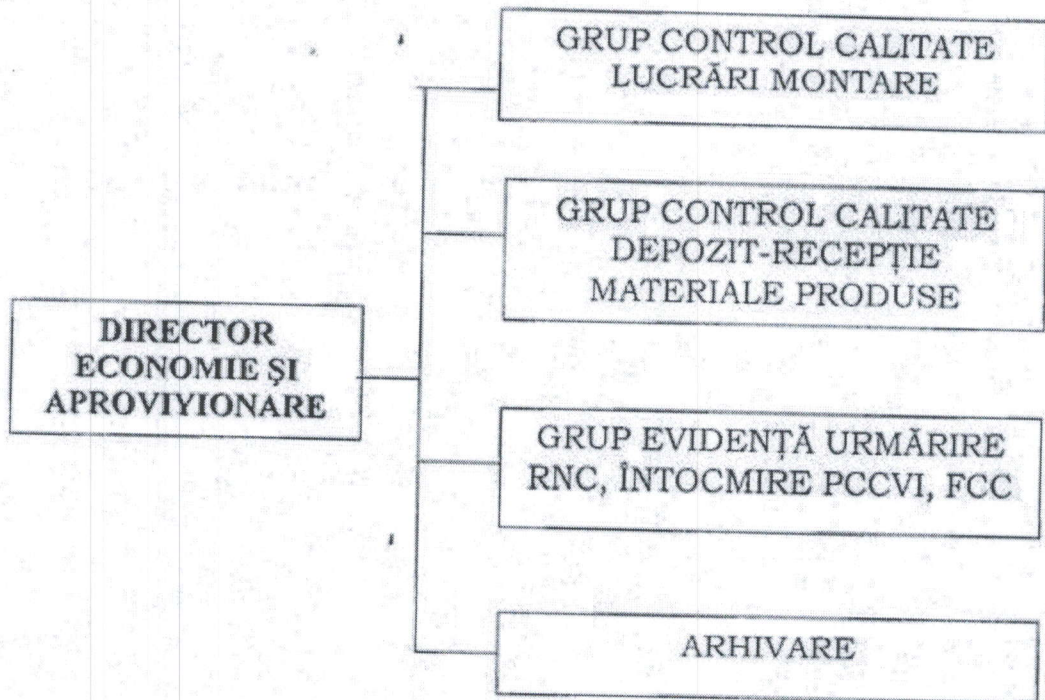 GRUP CONTROL CALITATE
LUCRĂRI MONTARE
GRUP CONTROL CALITATE
DEPOZIT-RECEPȚIE
MATERIALE PRODUSE
DIRECTOR
ECONOMIE ȘI
APROVIYIONARE
GRUP EVIDENȚĂ URMĂRIRE
RNC, ÎNTOCMIRE PCCVI, FCC
ARHIVARE